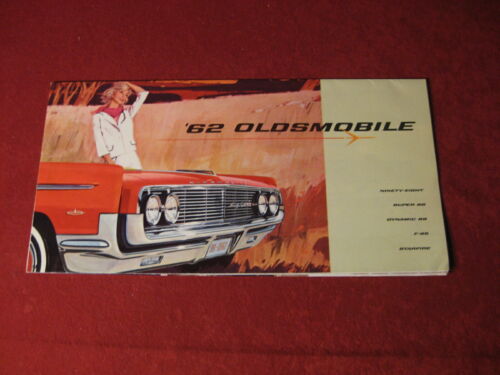 '62 OLDSMOBILE
NINETY-EIGHT
SUPER 88
DYNAMIC 88
F-85
STARFIRE